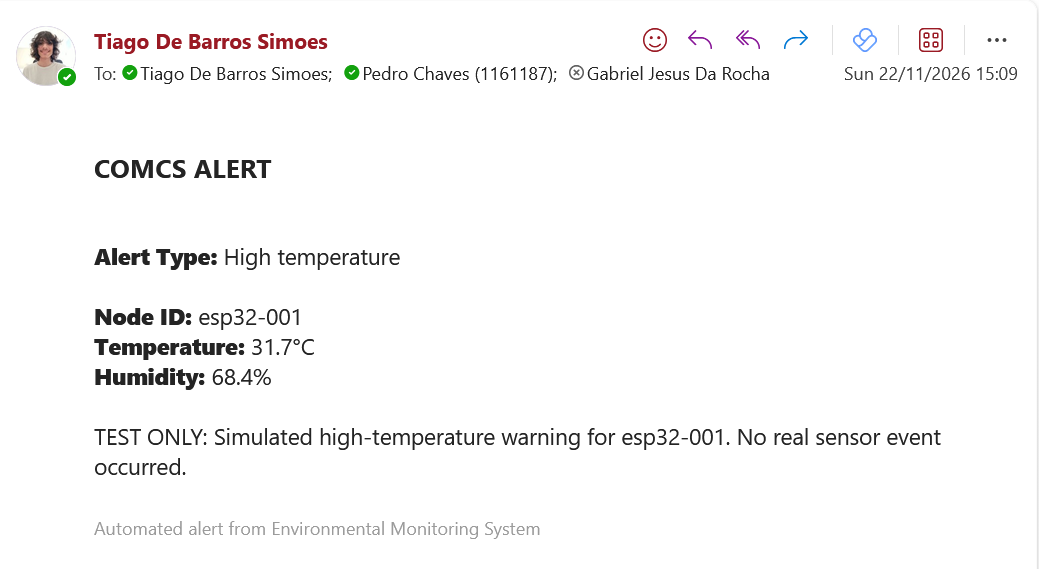 Tiago De Barros Simoes
To: Tiago De Barros Simoes; Pedro Chaves (1161187); Gabriel Jesus Da Rocha
Sun 22/11/2026 15:09
COMCS ALERT
Alert Type: High temperature
Node ID: esp32-001
Temperature: 31.7°C
Humidity: 68.4%
TEST ONLY: Simulated high-temperature warning for esp32-001. No real sensor event
occurred.
Automated alert from Environmental Monitoring System